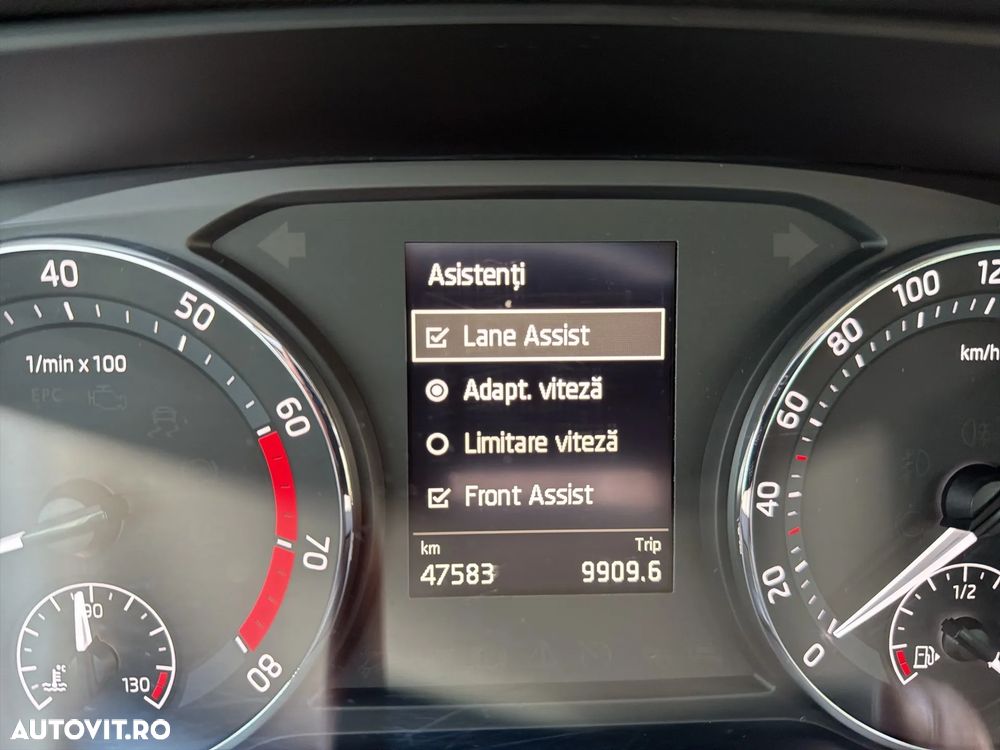 Asistenți
Lane Assist
Adapt. viteză
Limitare viteză
Front Assist
km
Trip
47583
9909.6
40
50
60
70
80
1/min x 100
EPC
90
130
°C
0
20
40
60
80
100
12
km/h
1/2
AUTOVIT.RO